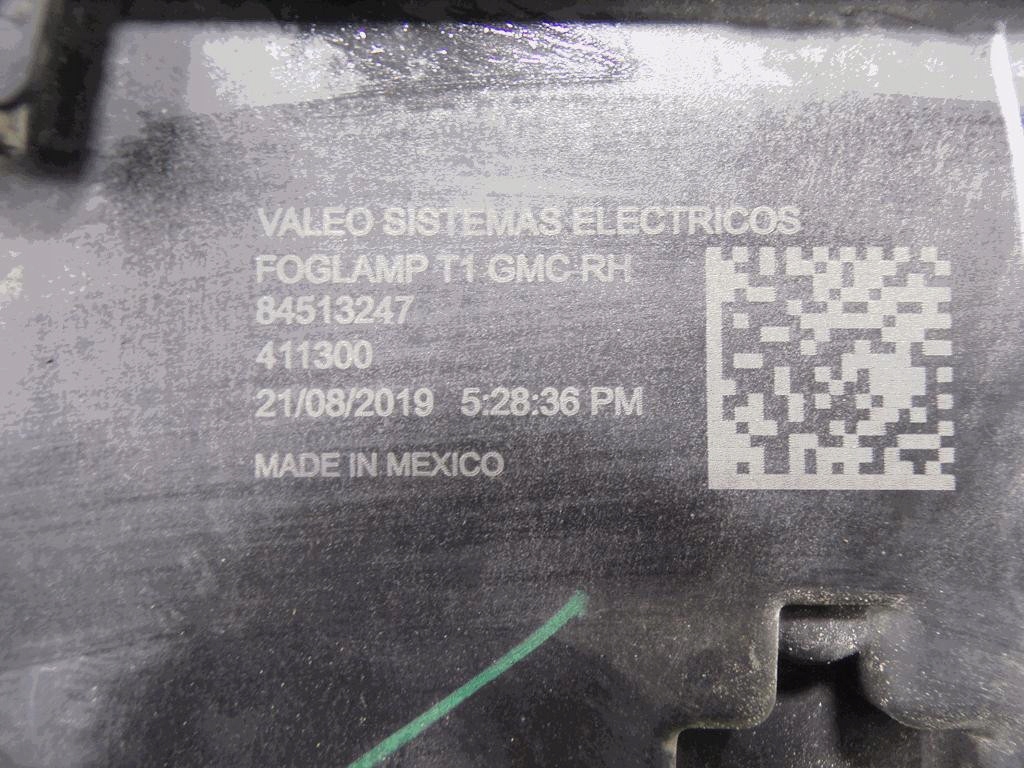 VALEO SISTEMAS ELECTRICOS
FOGLAMP T1 GMC RH
84513247
411300
21/08/2019 5:28:36 PM
MADE IN MEXICO